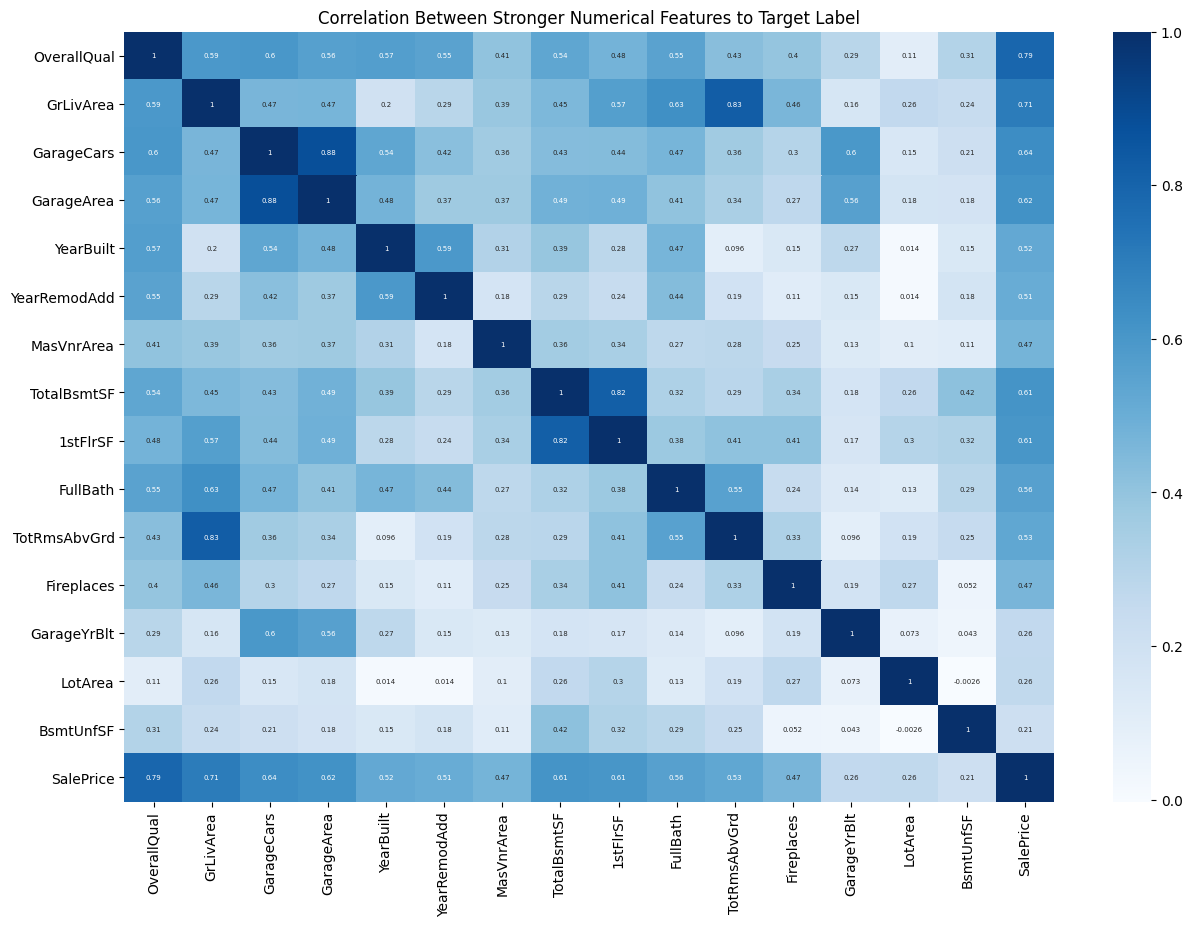 Correlation Between Stronger Numerical Features to Target Label
OverallQual 1 0.59 0.6 0.56 0.57 0.55 0.41 0.54 0.48 0.55 0.43 0.4 0.29 0.11 0.31 0.79
GrLivArea 0.59 1 0.47 0.47 0.2 0.29 0.39 0.45 0.57 0.63 0.83 0.46 0.16 0.26 0.24 0.71
GarageCars 0.6 0.47 1 0.88 0.54 0.42 0.36 0.43 0.44 0.47 0.36 0.3 0.6 0.15 0.21 0.64
GarageArea 0.56 0.47 0.88 1 0.48 0.37 0.37 0.49 0.49 0.41 0.34 0.27 0.56 0.18 0.18 0.62
YearBuilt 0.57 0.2 0.54 0.48 1 0.59 0.31 0.39 0.28 0.47 0.096 0.15 0.27 0.014 0.15 0.52
YearRemodAdd 0.55 0.29 0.42 0.37 0.59 1 0.18 0.29 0.24 0.44 0.19 0.11 0.15 0.014 0.18 0.51
MasVnrArea 0.41 0.39 0.36 0.37 0.31 0.18 1 0.36 0.34 0.27 0.28 0.25 0.13 0.1 0.11 0.47
TotalBsmtSF 0.54 0.45 0.43 0.49 0.39 0.29 0.36 1 0.82 0.32 0.29 0.34 0.18 0.26 0.42 0.61
1stFlrSF 0.48 0.57 0.44 0.49 0.28 0.24 0.34 0.82 1 0.38 0.41 0.41 0.17 0.3 0.32 0.61
FullBath 0.55 0.63 0.47 0.41 0.47 0.44 0.27 0.32 0.38 1 0.55 0.24 0.14 0.13 0.29 0.56
TotRmsAbvGrd 0.43 0.83 0.36 0.34 0.096 0.19 0.28 0.29 0.41 0.55 1 0.33 0.096 0.19 0.25 0.53
Fireplaces 0.4 0.46 0.3 0.27 0.15 0.11 0.25 0.34 0.41 0.24 0.33 1 0.19 0.27 0.052 0.47
GarageYrBlt 0.29 0.16 0.6 0.56 0.27 0.15 0.13 0.18 0.17 0.14 0.096 0.19 1 0.073 0.043 0.26
LotArea 0.11 0.26 0.15 0.18 0.014 0.014 0.1 0.26 0.3 0.13 0.19 0.27 0.073 1 -0.0026 0.26
BsmtUnfSF 0.31 0.24 0.21 0.18 0.15 0.18 0.11 0.42 0.32 0.29 0.25 0.052 0.043 -0.0026 1 0.21
SalePrice 0.79 0.71 0.64 0.62 0.52 0.51 0.47 0.61 0.61 0.56 0.53 0.47 0.26 0.26 0.21 1
OverallQual GrLivArea GarageCars GarageArea YearBuilt YearRemodAdd MasVnrArea TotalBsmtSF 1stFlrSF FullBath TotRmsAbvGrd Fireplaces GarageYrBlt LotArea BsmtUnfSF SalePrice
1.0
0.8
0.6
0.4
0.2
0.0